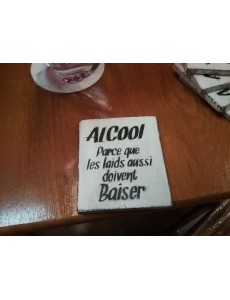 ALCOOL
Parce que
les laids aussi
doivent
Baiser